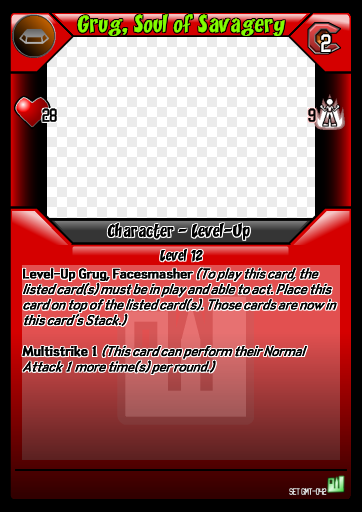 Grug, Soul of Savagery
2
28
9
Character - Level-Up
Level 12
Level-Up Grug, Facesmasher (To play this card, the
listed card(s) must be in play and able to act. Place this
card on top of the listed card(s). Those cards are now in
this card's Stack.)
Multistrike 1 (This card can perform their Normal
Attack 1 more time(s) per round.)
SET GMT-042